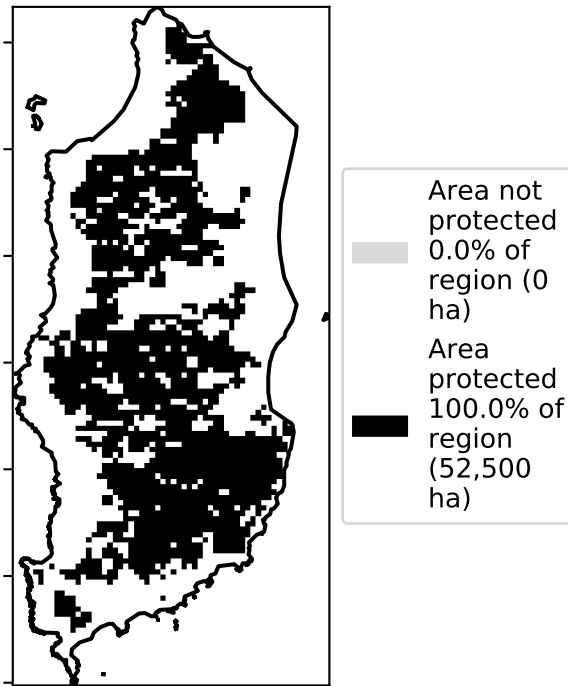 Area not
protected
0.0% of
region (0
ha)
Area
protected
100.0% of
region
(52,500
ha)